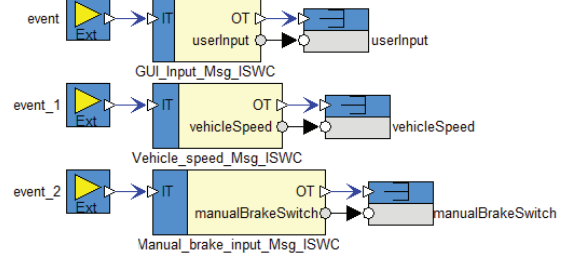 event
Ext
IT
OT
userInput
userInput
GUI_Input_Msg_ISWC
event_1
Ext
IT
OT
vehicleSpeed
vehicleSpeed
Vehicle_speed_Msg_ISWC
event_2
Ext
IT
OT
manualBrakeSwitch
manualBrakeSwitch
Manual_brake_input_Msg_ISWC